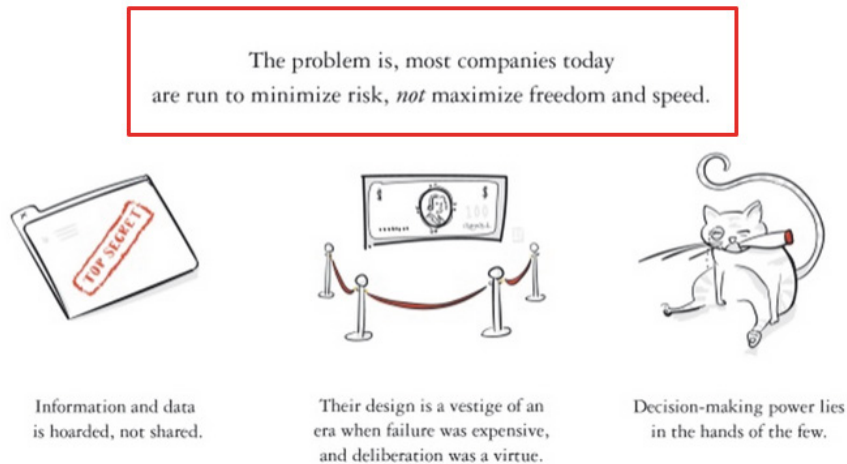 The problem is, most companies today
are run to minimize risk, not maximize freedom and speed.
TOP SECRET
$ $
100
Information and data
is hoarded, not shared.
Their design is a vestige of an
era when failure was expensive,
and deliberation was a virtue.
Decision-making power lies
in the hands of the few.